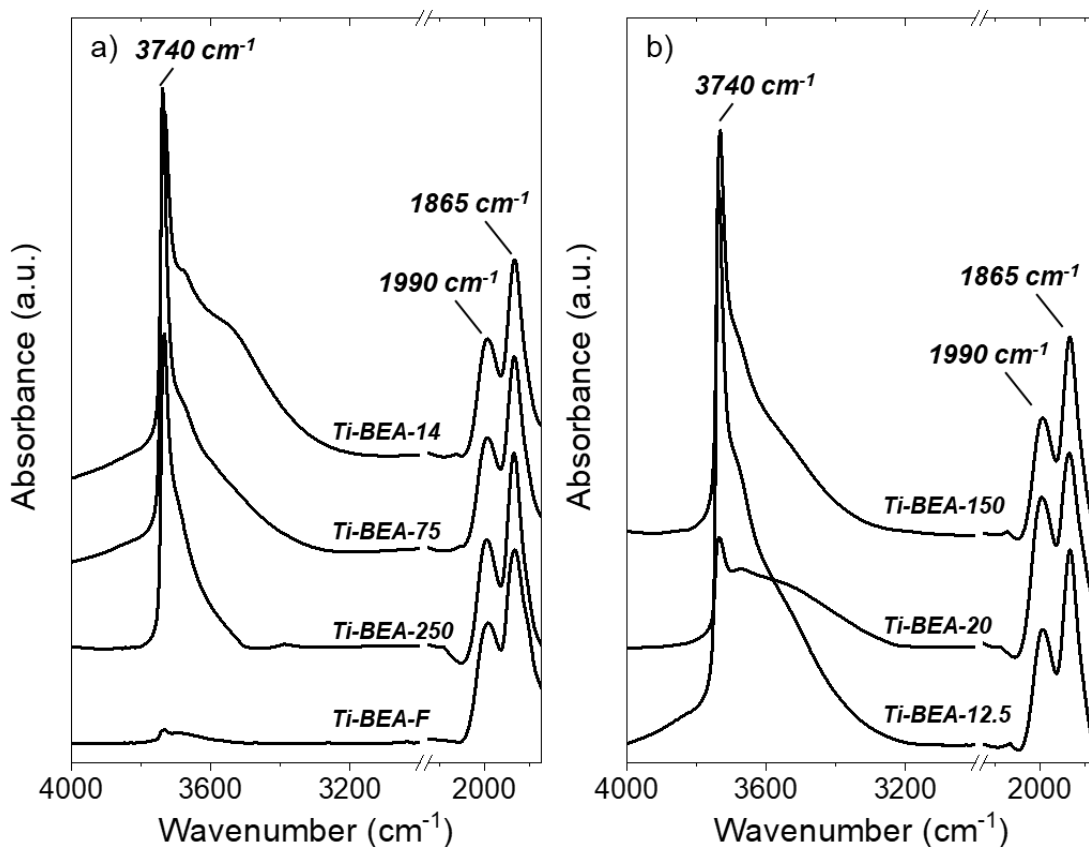 a)
3740 cm⁻¹
1865 cm⁻¹
1990 cm⁻¹
Ti-BEA-14
Ti-BEA-75
Ti-BEA-250
Ti-BEA-F
Absorbance (a.u.)
4000 3600 3200 2000
Wavenumber (cm⁻¹)
b)
3740 cm⁻¹
1865 cm⁻¹
1990 cm⁻¹
Ti-BEA-150
Ti-BEA-20
Ti-BEA-12.5
Absorbance (a.u.)
4000 3600 3200 2000
Wavenumber (cm⁻¹)